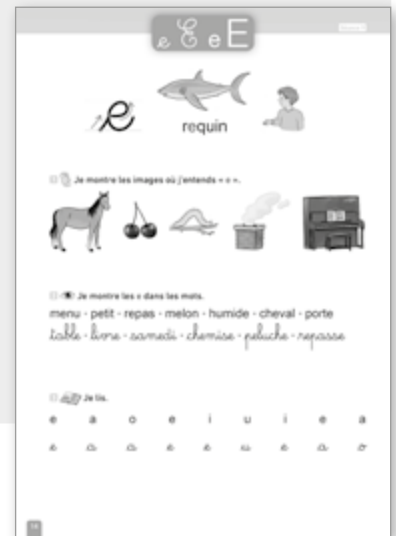 e E e E
e
requin
Je montre les images où j'entends « e ».
Je montre les e dans les mots.
menu - petit - repas - melon - humide - cheval - porte
table - livre - samedi - chemise - peluche - repasse
Je lis.
e a o e i u i e a
e a a e e u e a o